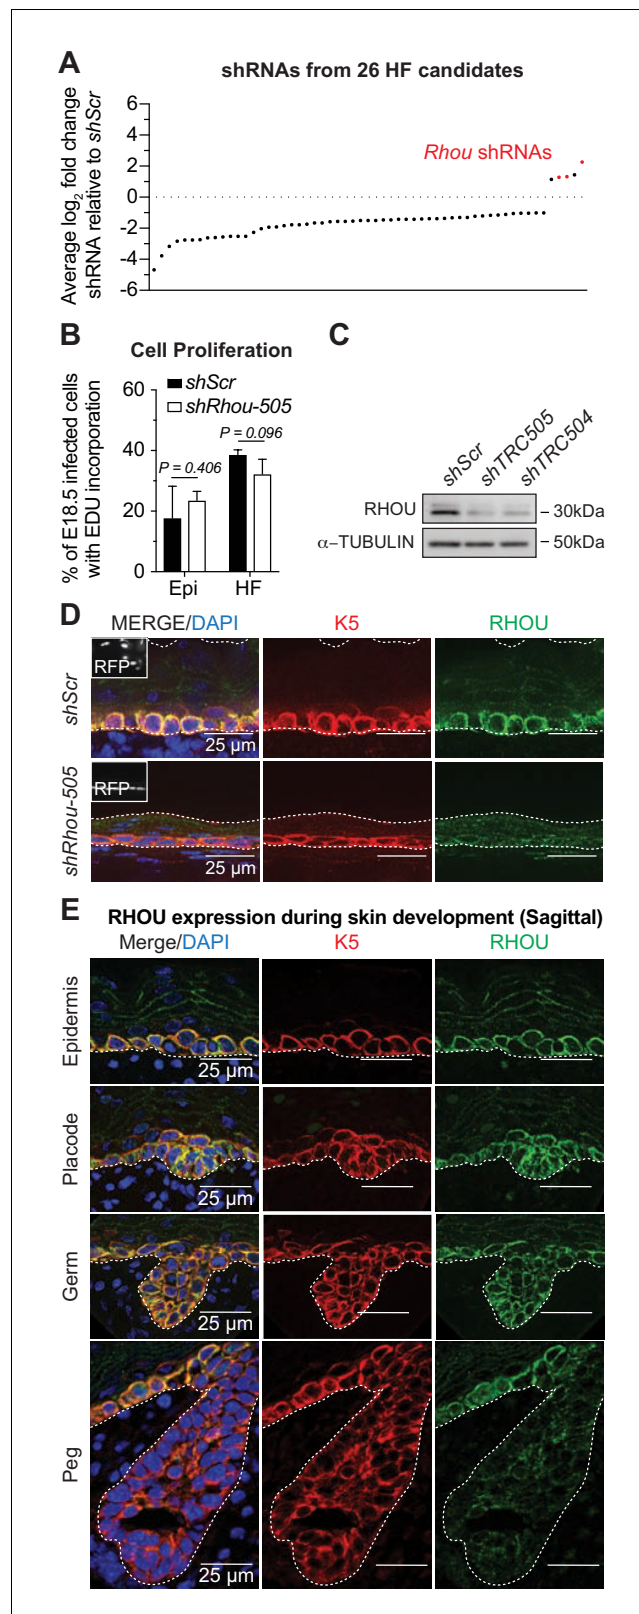 A
shRNAs from 26 HF candidates
Average log2 fold change
shRNA relative to shScr
6
4
2
0
-2
-4
-6
Rhou shRNAs
B
Cell Proliferation
% of E18.5 infected cells
with EDU incorporation
60
40
20
0
shScr
shRhou-505
P = 0.406
P = 0.096
Epi
HF
C
shScr
shTRC505
shTRC504
RHOU
– 30kDa
α–TUBULIN
– 50kDa
D
MERGE/DAPI
K5
RHOU
shScr
RFP
25 µm
shRhou-505
RFP
25 µm
E
RHOU expression during skin development (Sagittal)
Merge/DAPI
K5
RHOU
Epidermis
25 µm
Placode
25 µm
Germ
25 µm
Peg
25 µm